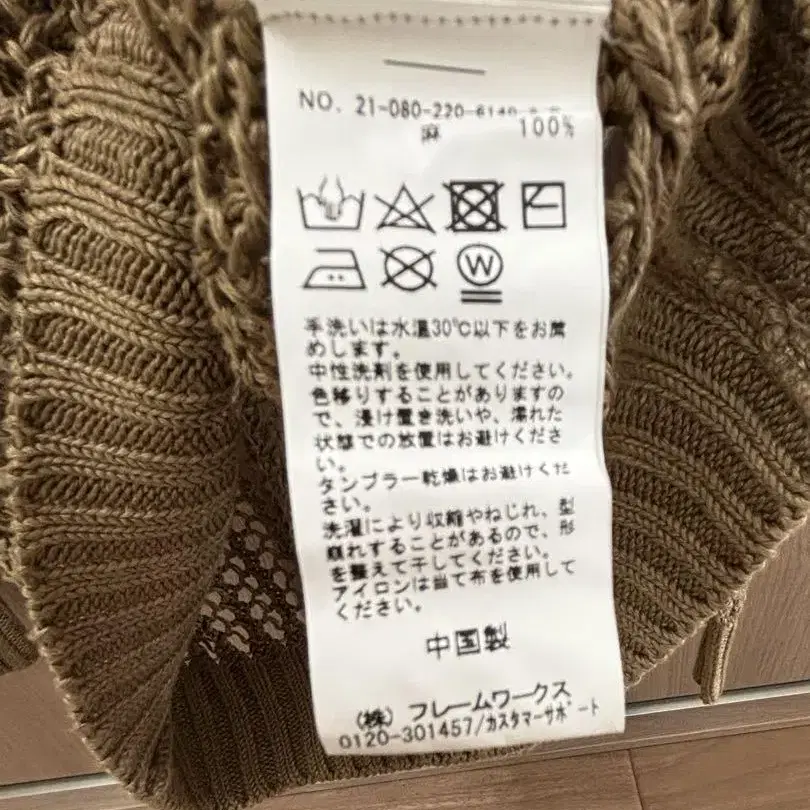 NO. 21-080-220-6140
麻 100%
W
手洗いは水温30℃以下をお薦
めします。
中性洗剤を使用してください。
色移りすることがありますの
で、浸け置き洗いや、濡れた
状態での放置はお避けくださ
い。
タンブラー乾燥はお避けくだ
さい。
洗濯により収縮やねじれ、型
崩れすることがあるので、形
を整えて干してください。
アイロンは当て布を使用して
ください。
中国製
(株) フレームワークス
0120-301457/カスタマーサポート